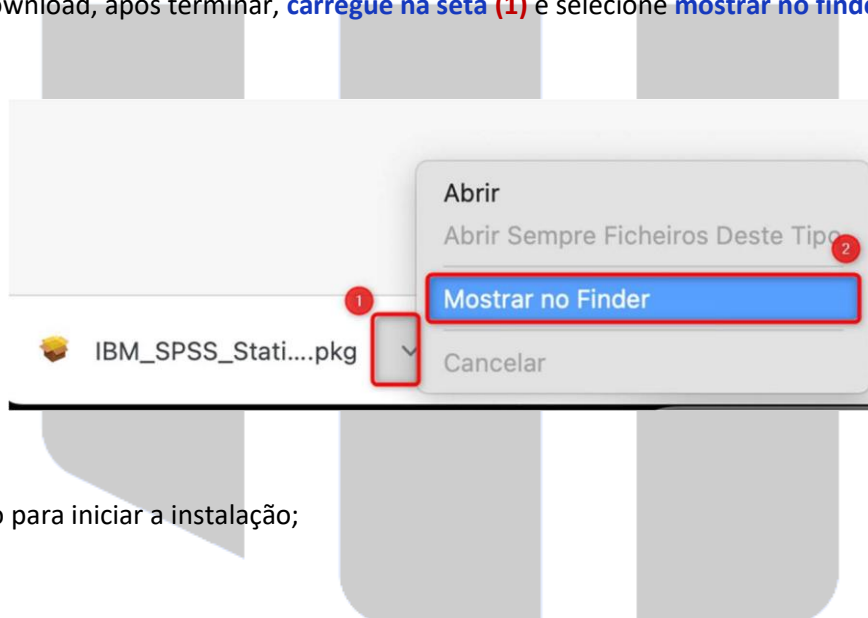 ownload, após terminar, carregue na seta (1) e selecione mostrar no finde
Abrir
Abrir Sempre Ficheiros Deste Tipo
2
Mostrar no Finder
1
IBM_SPSS_Stati....pkg
Cancelar
para iniciar a instalação;